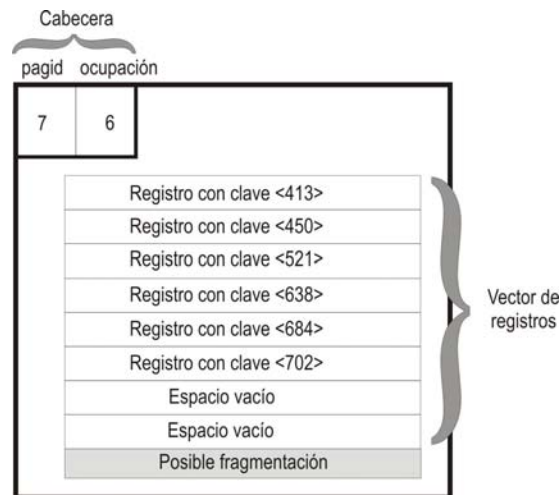 Cabecera
pagid ocupación
7 6
Registro con clave <413>
Registro con clave <450>
Registro con clave <521>
Registro con clave <638>
Registro con clave <684>
Registro con clave <702>
Espacio vacío
Espacio vacío
Posible fragmentación
Vector de
registros